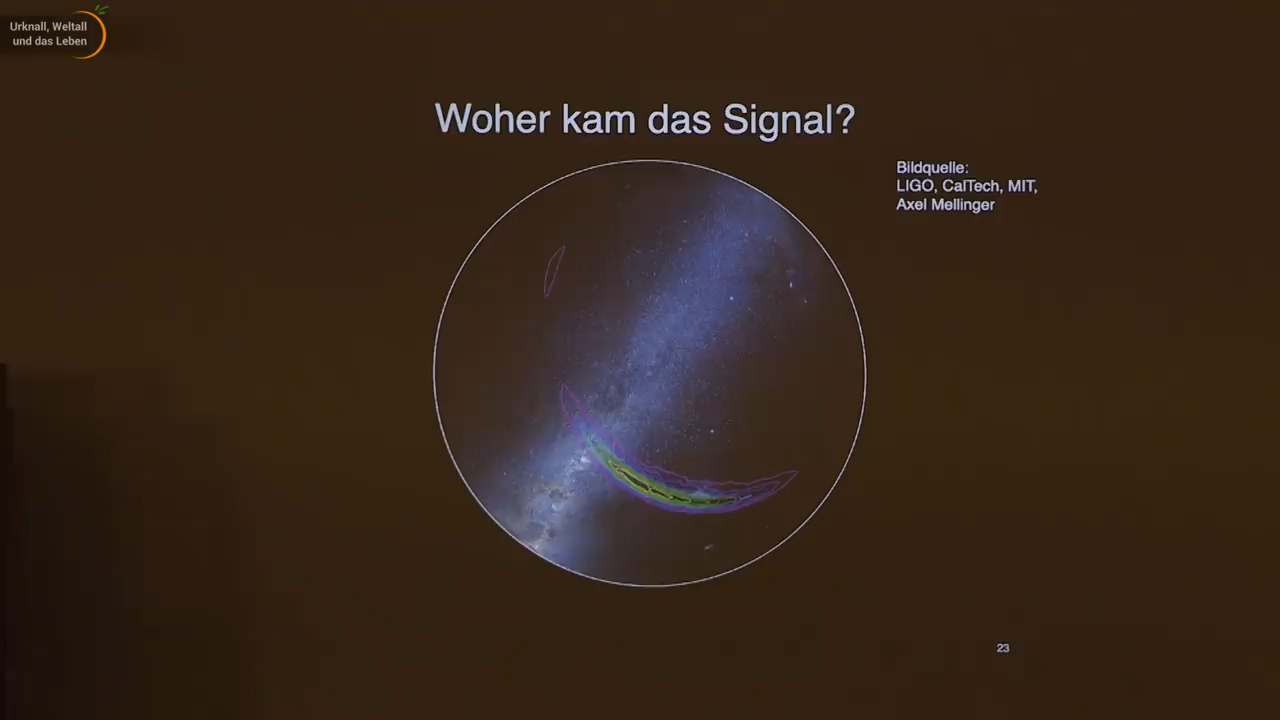 Urknall, Weltall
und das Leben
Woher kam das Signal?
Bildquelle:
LIGO, CalTech, MIT,
Axel Mellinger
23